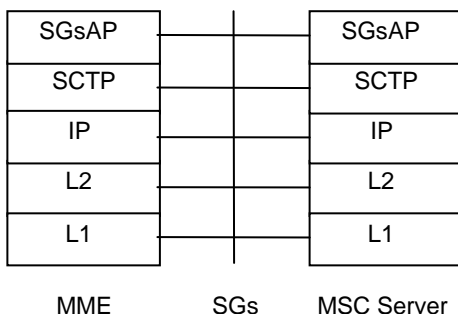 SGsAP SGsAP
SCTP SCTP
IP IP
L2 L2
L1 L1
MME SGs MSC Server